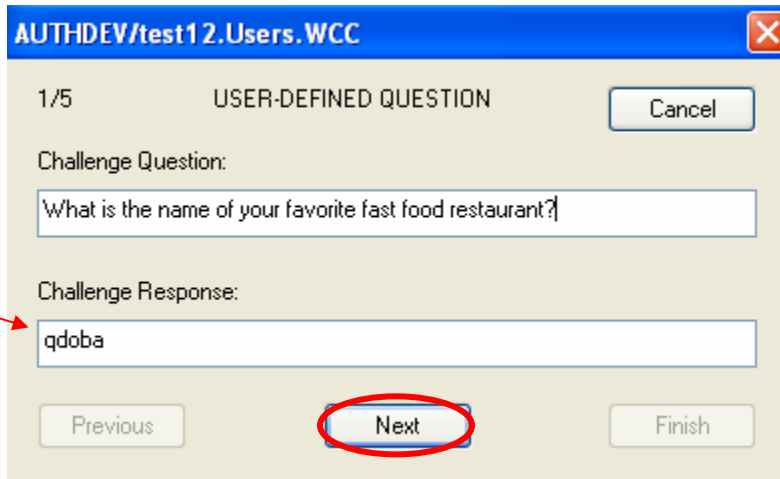 AUTHDEV/test12.Users.WCC
1/5 USER-DEFINED QUESTION Cancel
Challenge Question:
What is the name of your favorite fast food restaurant?
Challenge Response:
qdoba
Previous Next Finish